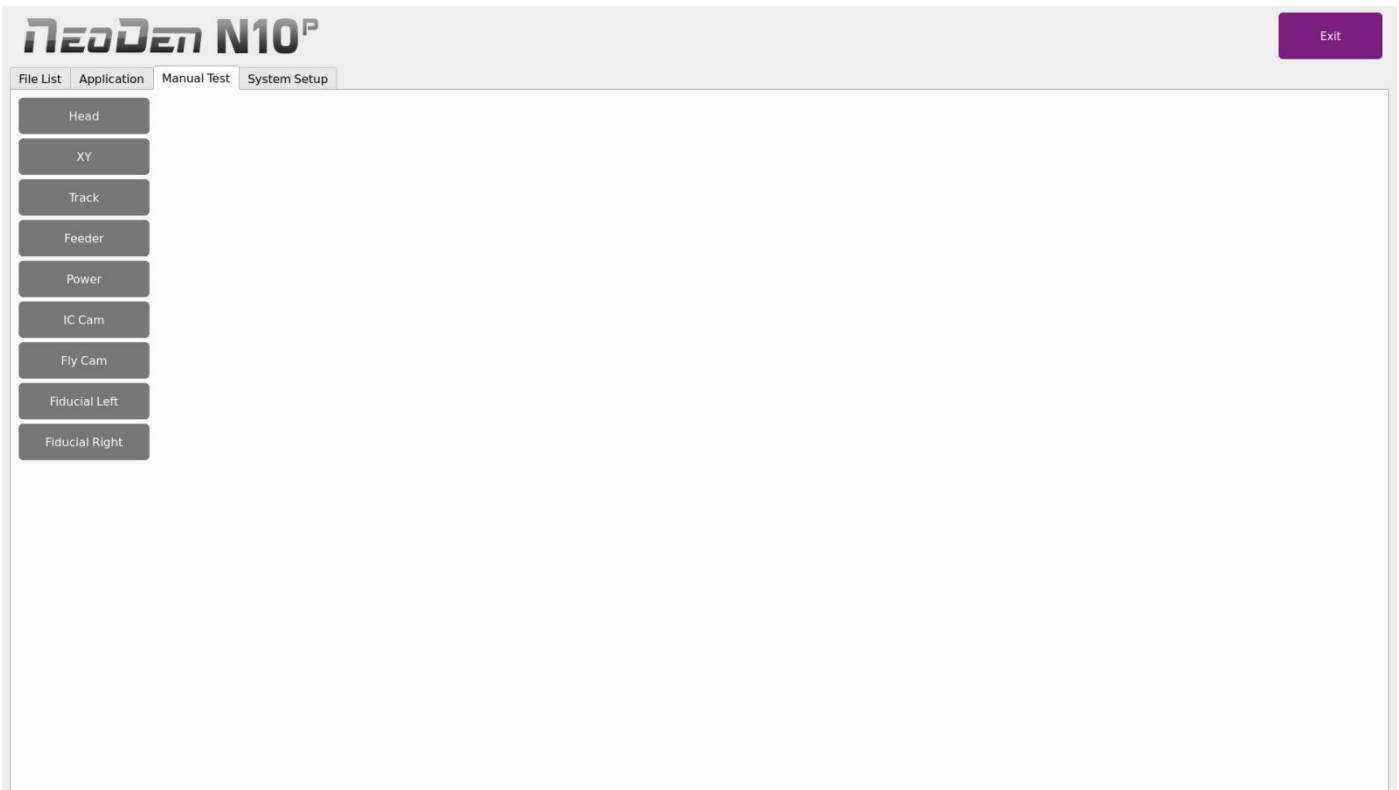 NeoDen N10P
Exit
File List Application Manual Test System Setup
Head
XY
Track
Feeder
Power
IC Cam
Fly Cam
Fiducial Left
Fiducial Right